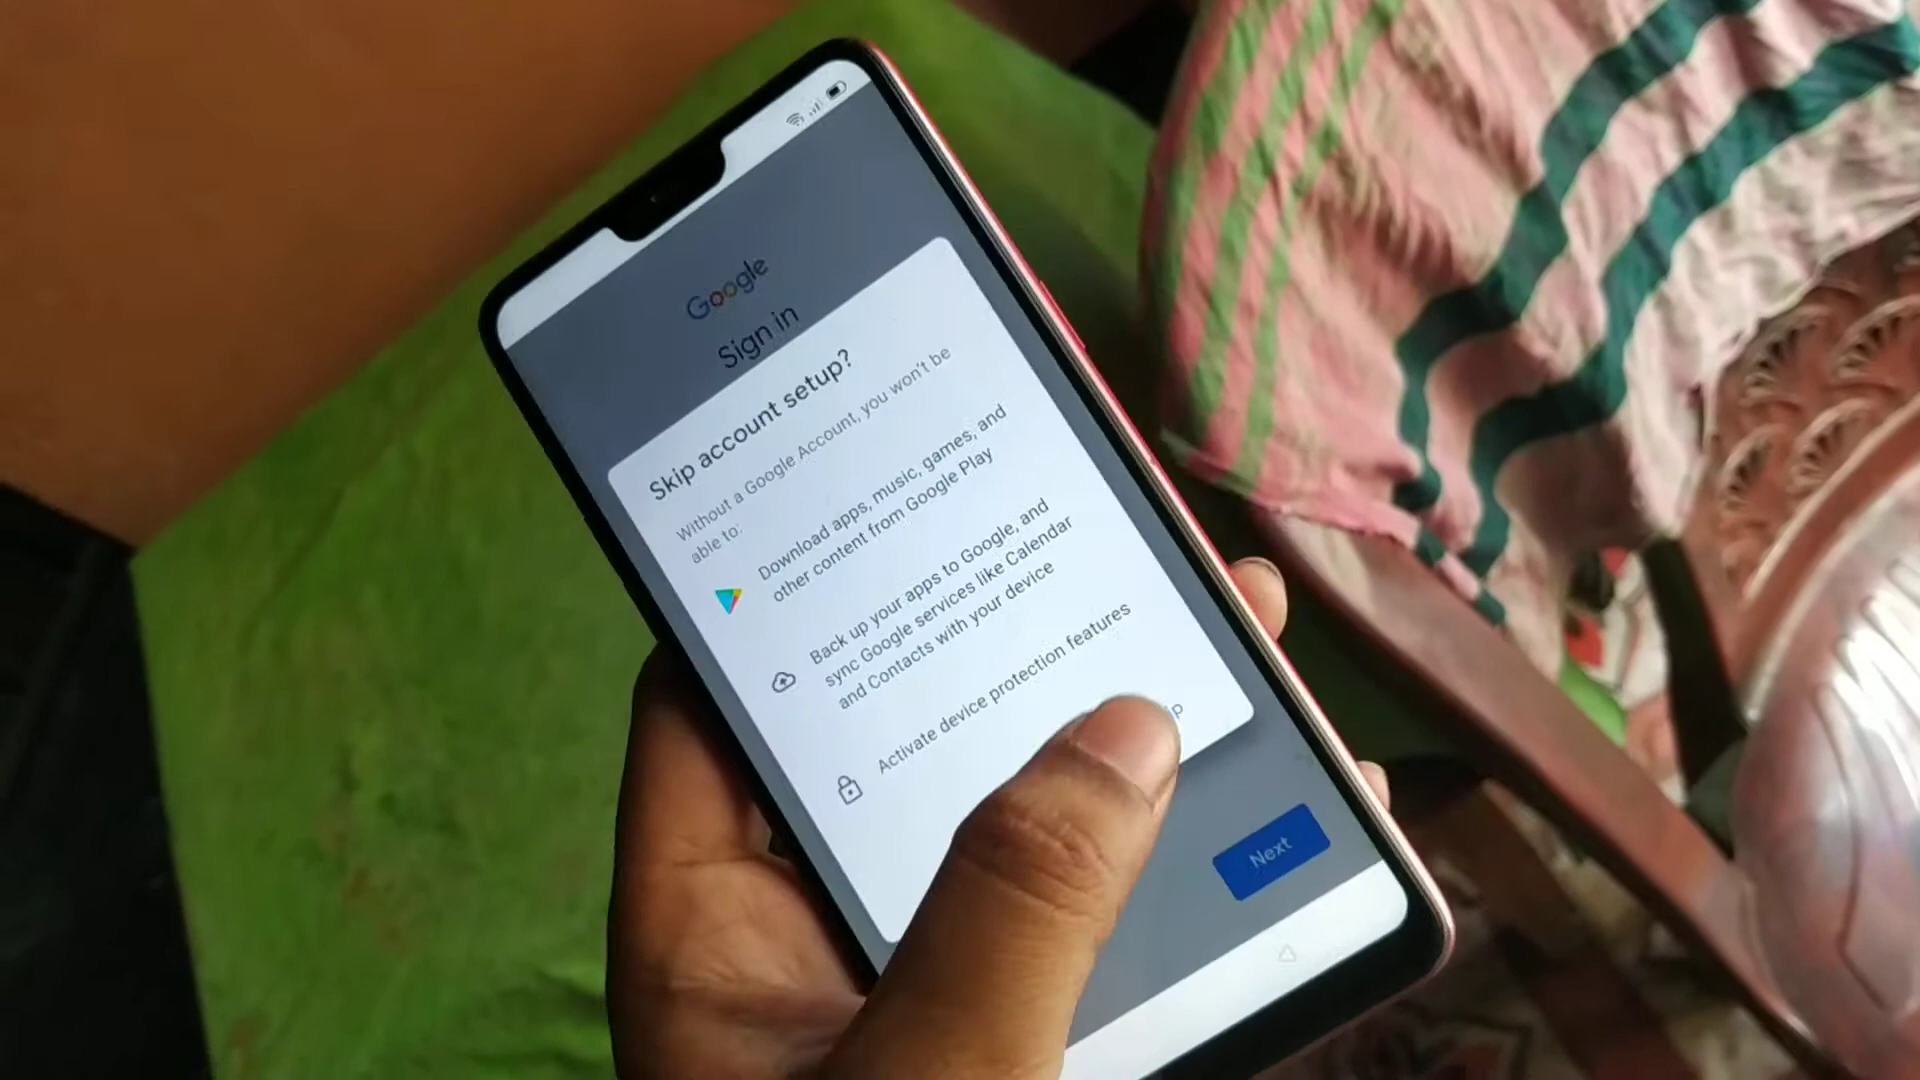 Google
Sign in
Skip account setup?
Without a Google Account, you won't be
able to:
Download apps, music, games, and
other content from Google Play
Back up your apps to Google, and
sync Google services like Calendar
and Contacts with your device
Activate device protection features
Next